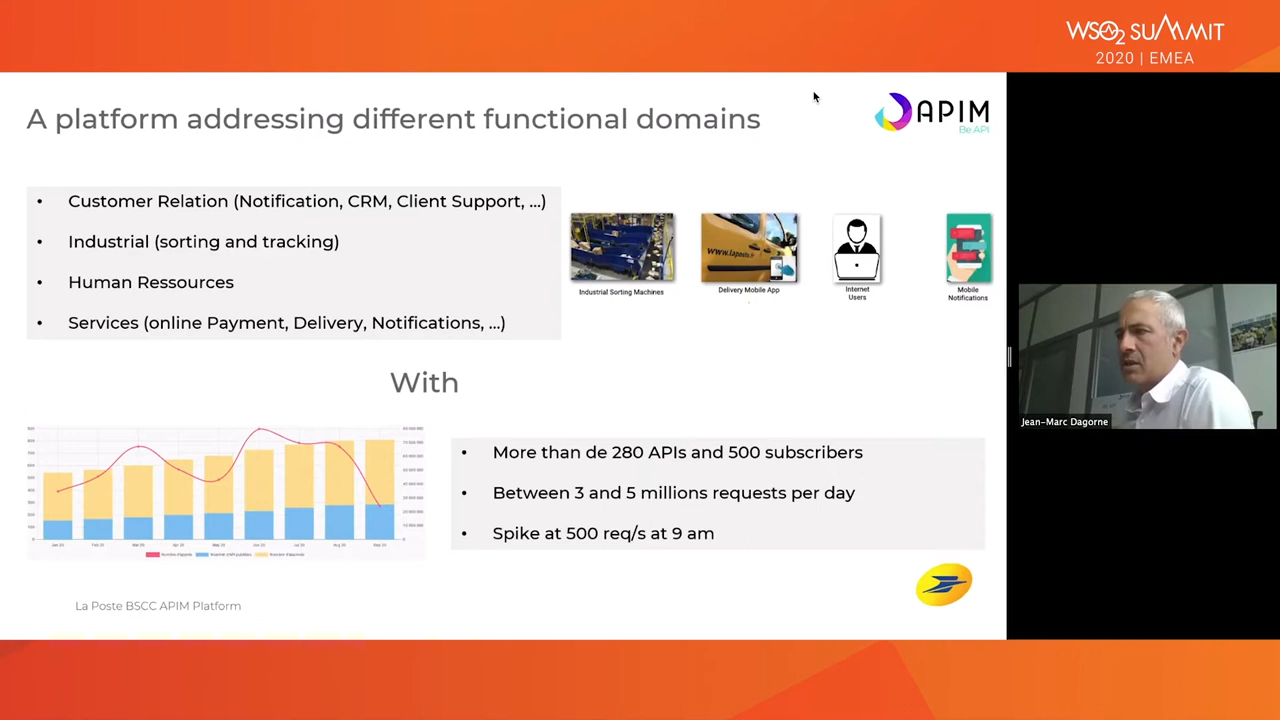 WSO2 SUMMIT
2020 | EMEA
A platform addressing different functional domains
APIM
Be API
• Customer Relation (Notification, CRM, Client Support, ...)
• Industrial (sorting and tracking)
• Human Ressources
• Services (online Payment, Delivery, Notifications, ...)
www.laposte.fr
Industrial Sorting Machines
Delivery Mobile App
Internet
Users
Mobile
Notifications
With
Jean-Marc Dagorne
• More than de 280 APIs and 500 subscribers
• Between 3 and 5 millions requests per day
• Spike at 500 req/s at 9 am
La Poste BSCC APIM Platform